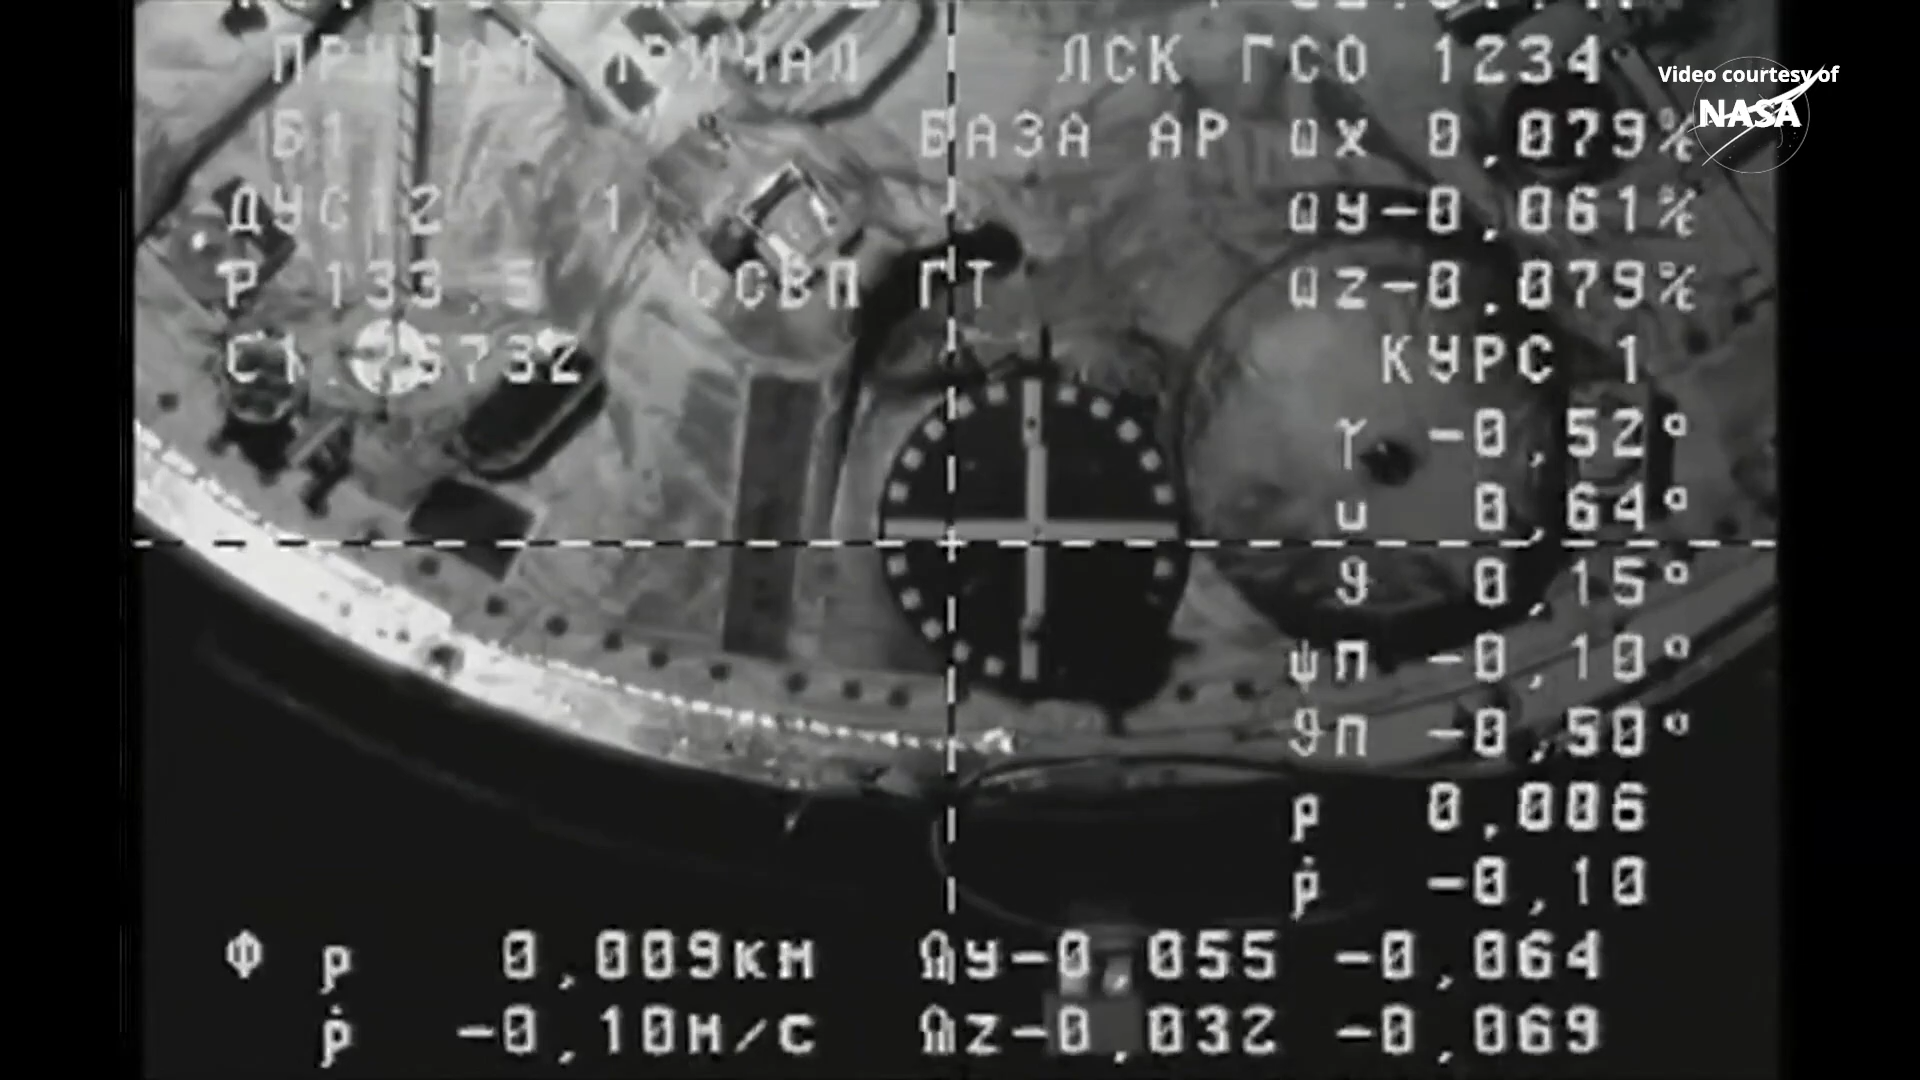 ПРИЧАЛ ПРИЧАЛ ЛСК ГСО 1234
Video courtesy of
NASA
Б1 БАЗА АР ωx 0,079%
ДУС12 1 ωy-0,061%
Р 133,5 ССВП ГТ ωz-0,079%
КУРС 1
γ -0,52°
υ 0,64°
ϑ 0,15°
ψп -0,10°
ϑп -0,50°
ρ 0,006
ρ̇ -0,10
Ф ρ 0,009км Ωy-0,055 -0,064
ρ̇ -0,10м/с Ωz-0,032 -0,069